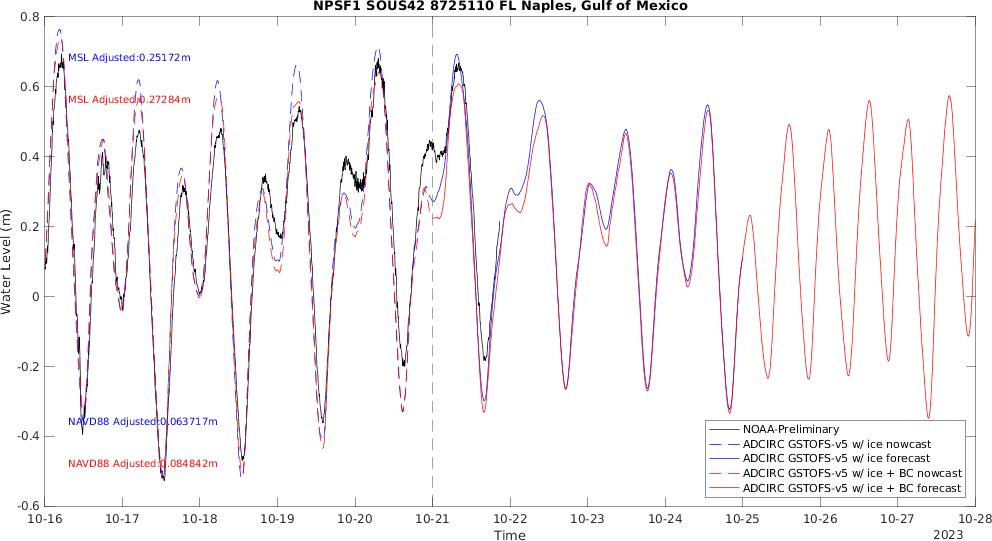 NPSF1 SOUS42 8725110 FL Naples, Gulf of Mexico
0.8
0.6
0.4
0.2
0
-0.2
-0.4
-0.6
Water Level (m)
MSL Adjusted:0.25172m
MSL Adjusted:0.27284m
NAVD88 Adjusted:0.063717m
NAVD88 Adjusted:0.084842m
NOAA-Preliminary
ADCIRC GSTOFS-v5 w/ ice nowcast
ADCIRC GSTOFS-v5 w/ ice forecast
ADCIRC GSTOFS-v5 w/ ice + BC nowcast
ADCIRC GSTOFS-v5 w/ ice + BC forecast
10-16 10-17 10-18 10-19 10-20 10-21 10-22 10-23 10-24 10-25 10-26 10-27 10-28
Time
2023